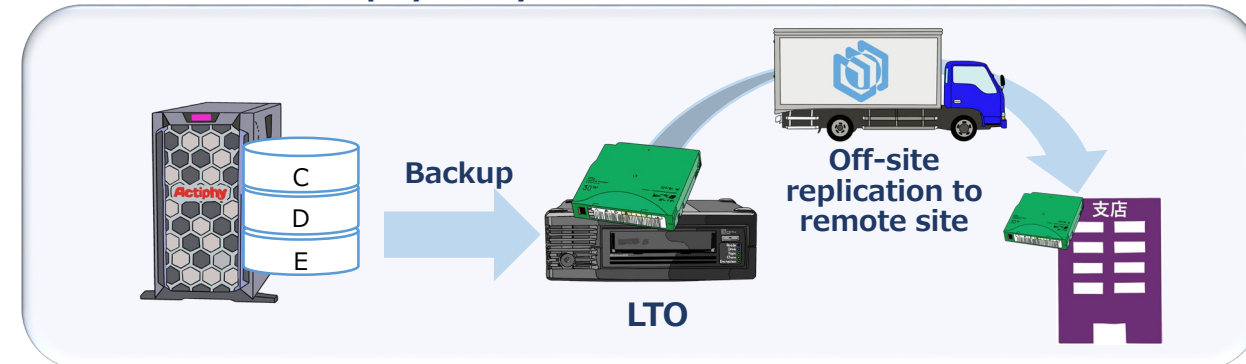 Actiphy
C
D
E
Backup
LTO
Off-site
replication to
remote site
支店